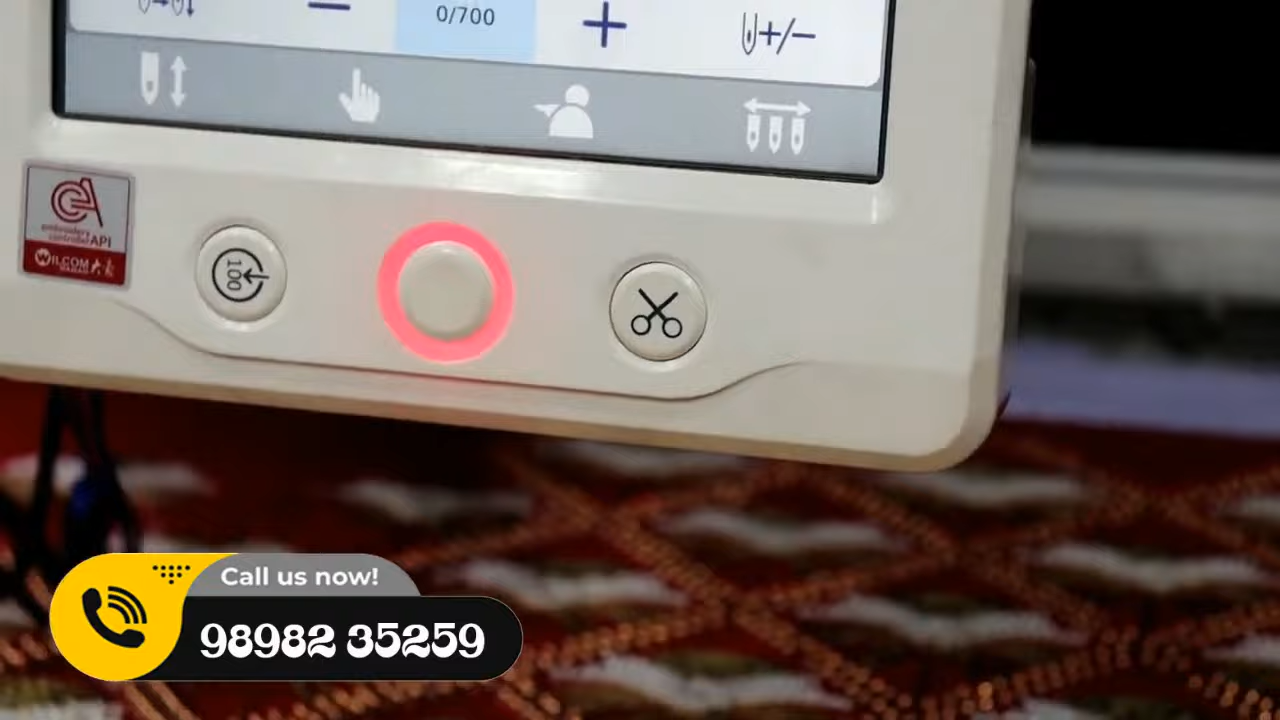 0/700
+/−
embroidery
controller API
WILCOM
100
Call us now!
98982 35259